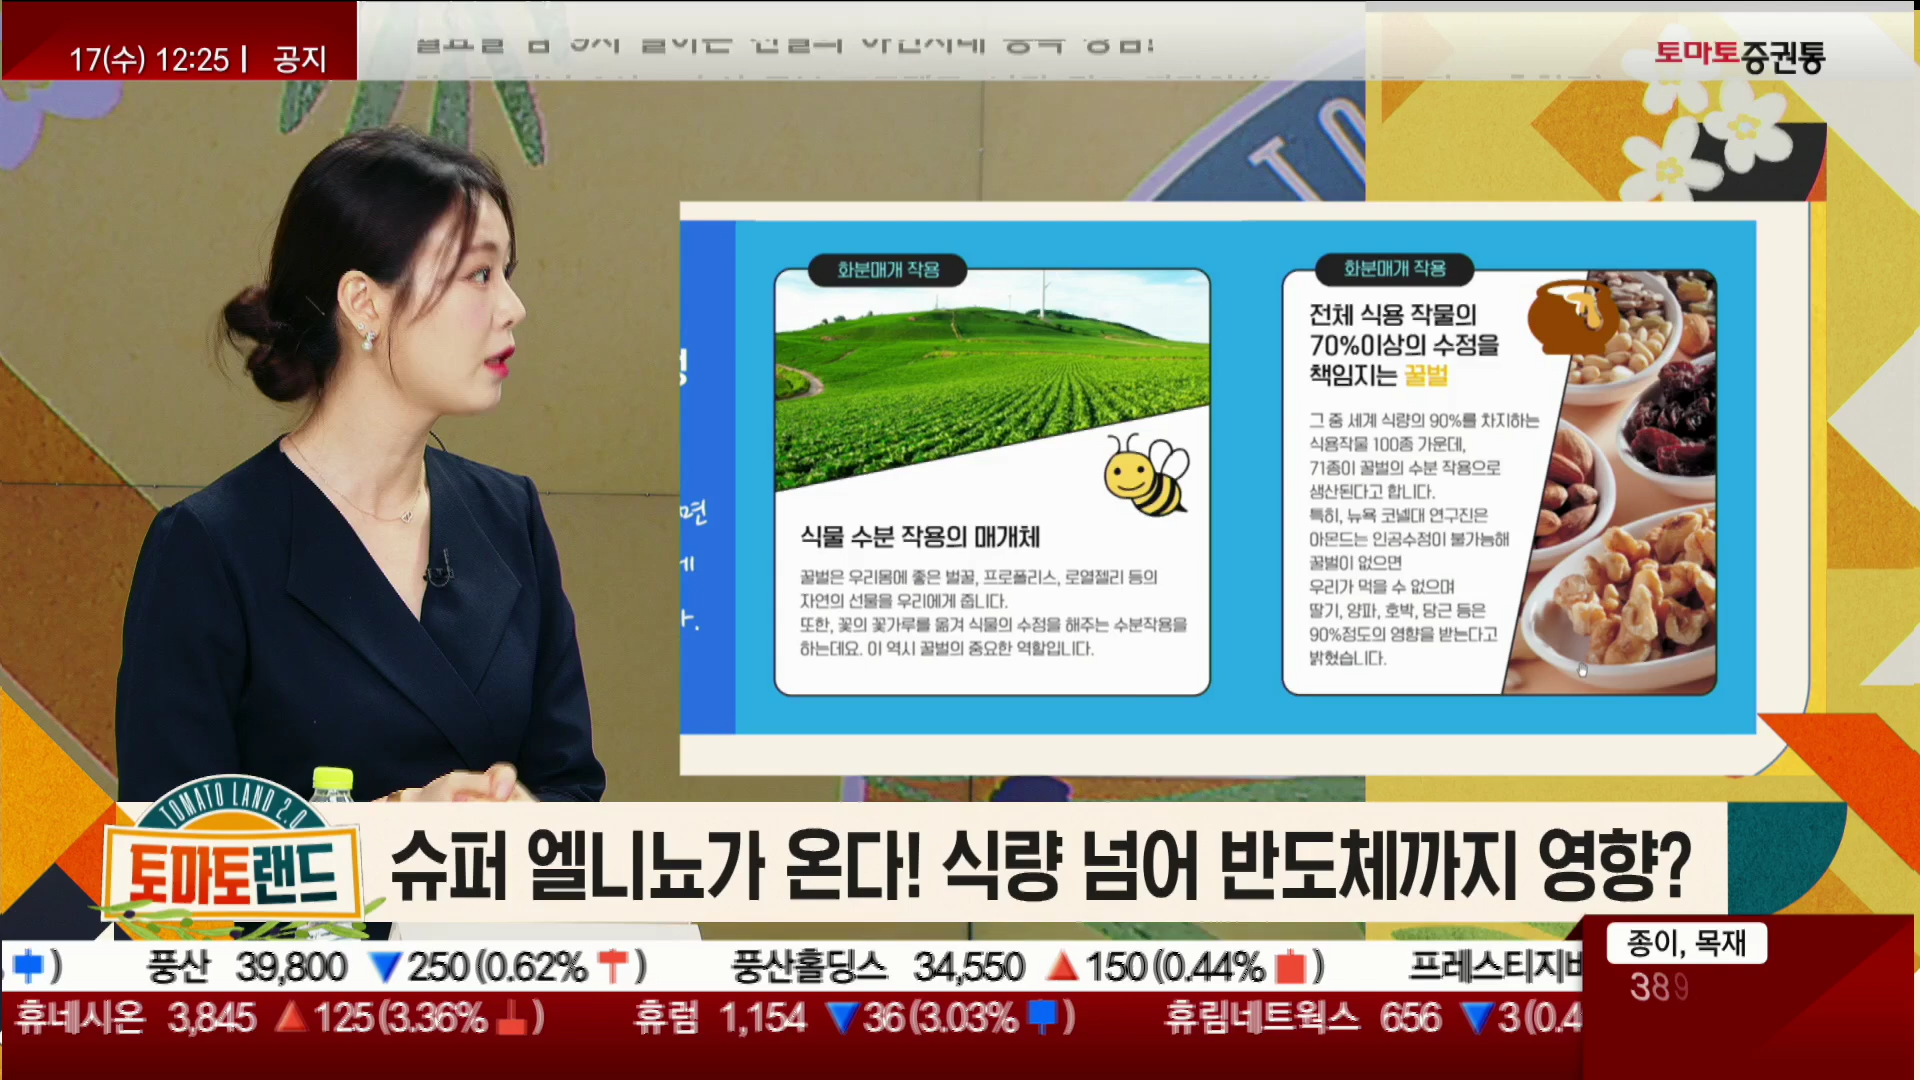 17(수) 12:25 | 공지
토마토증권통
TO
화분매개 작용
식물 수분 작용의 매개체
꿀벌은 우리몸에 좋은 벌꿀, 프로폴리스, 로열젤리 등의
자연의 선물을 우리에게 줍니다.
또한, 꽃의 꽃가루를 옮겨 식물의 수정을 해주는 수분작용을
하는데요. 이 역시 꿀벌의 중요한 역할입니다.
화분매개 작용
전체 식용 작물의
70%이상의 수정을
책임지는 꿀벌
그 중 세계 식량의 90%를 차지하는
식용작물 100종 가운데,
71종이 꿀벌의 수분 작용으로
생산된다고 합니다.
특히, 뉴욕 코넬대 연구진은
아몬드는 인공수정이 불가능해
꿀벌이 없으면
우리가 먹을 수 없으며
딸기, 양파, 호박, 당근 등은
90%정도의 영향을 받는다고
밝혔습니다.
면
TOMATO LAND 2.0
토마토랜드
슈퍼 엘니뇨가 온다! 식량 넘어 반도체까지 영향?
) 풍산 39,800 ▼250(0.62%) 풍산홀딩스 34,550 ▲150(0.44%) 프레스티지
휴네시온 3,845 ▲125(3.36%) 휴럼 1,154 ▼36(3.03%) 휴림네트웍스 656 ▼3(0.4
종이, 목재
389